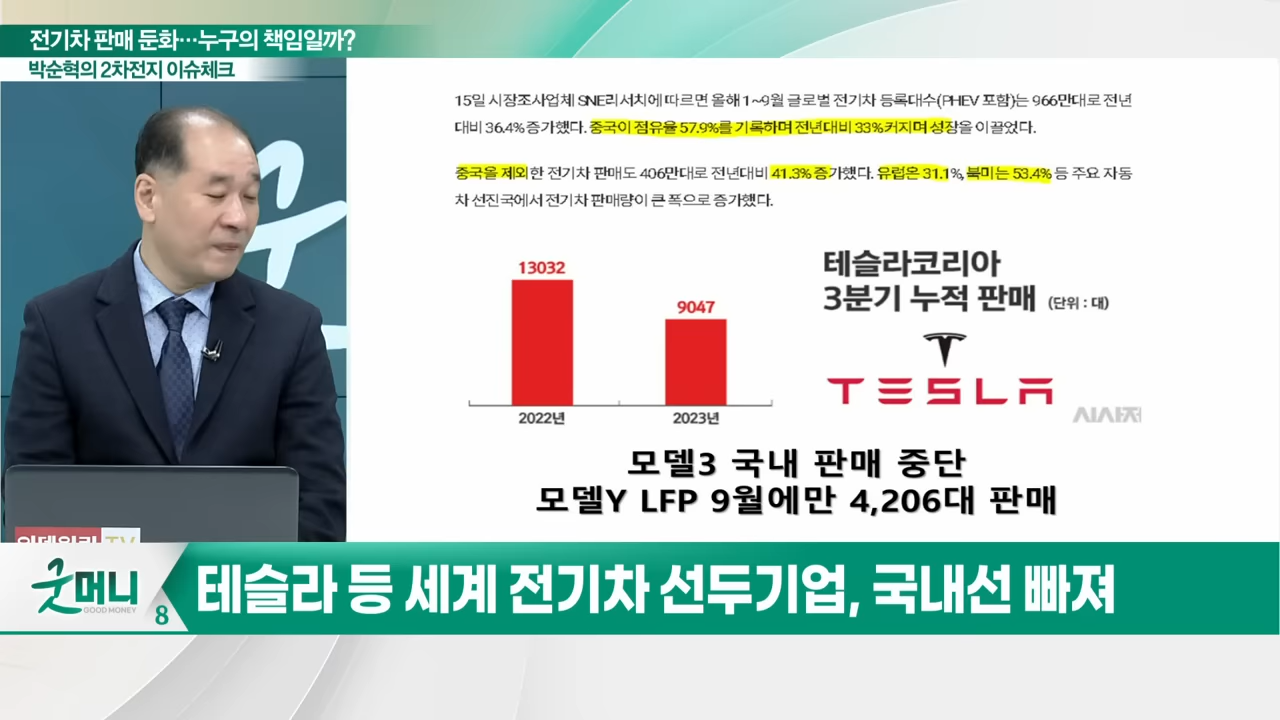 전기차 판매 둔화…누구의 책임일까?
박순혁의 2차전지 이슈체크
15일 시장조사업체 SNE리서치에 따르면 올해 1~9월 글로벌 전기차 등록대수(PHEV 포함)는 966만대로 전년
대비 36.4% 증가했다. 중국이 점유율 57.9%를 기록하며 전년대비 33% 커지며 성장을 이끌었다.
중국을 제외한 전기차 판매도 406만대로 전년대비 41.3% 증가했다. 유럽은 31.1%, 북미는 53.4% 등 주요 자동
차 선진국에서 전기차 판매량이 큰 폭으로 증가했다.
테슬라코리아
3분기 누적 판매 (단위 : 대)
13032
9047
2022년
2023년
TESLA
시사저
모델3 국내 판매 중단
모델Y LFP 9월에만 4,206대 판매
이데일리 TV
굿머니
GOOD MONEY
8
테슬라 등 세계 전기차 선두기업, 국내선 빠져